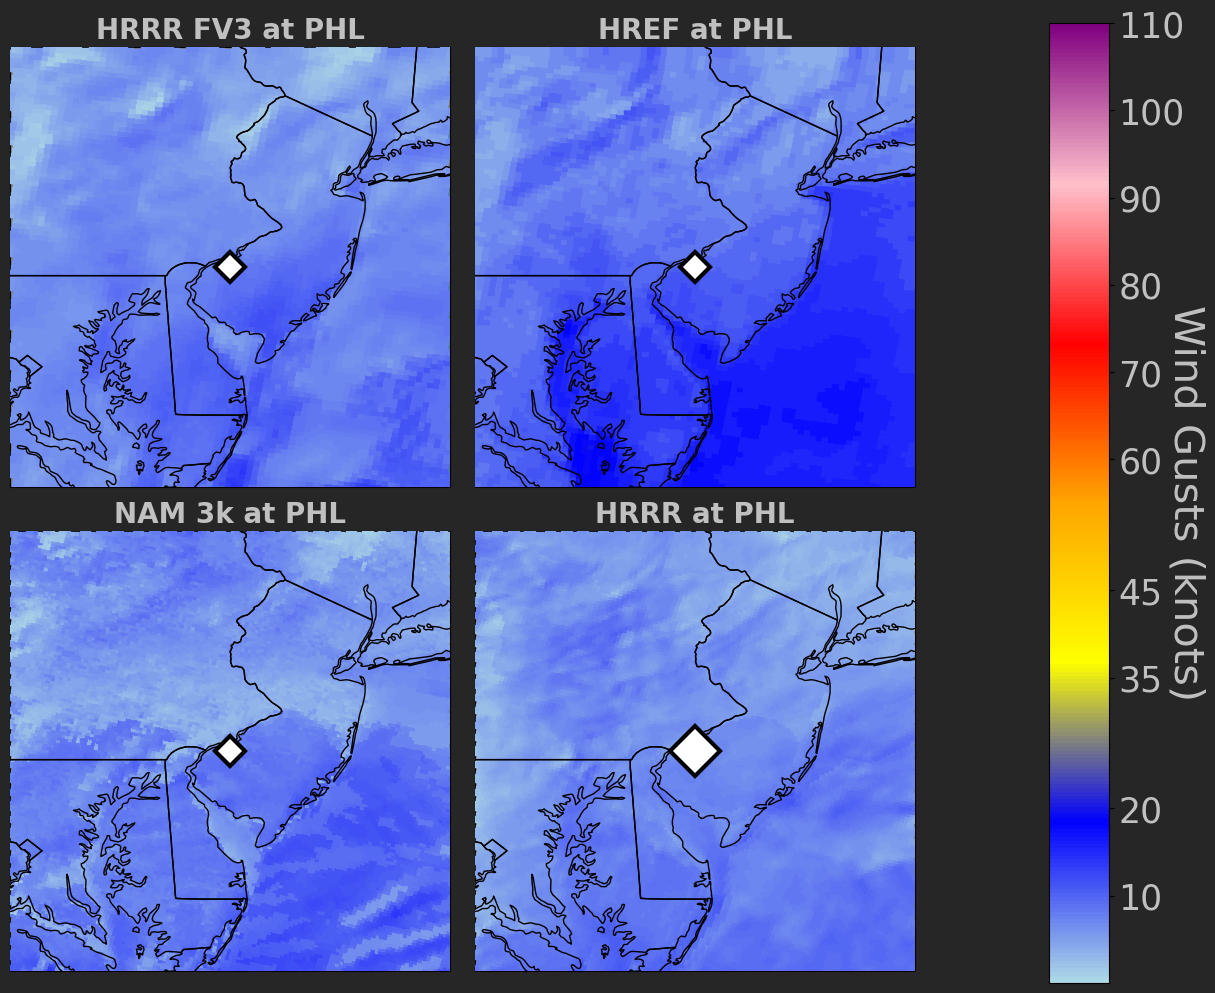 HRRR FV3 at PHL
HREF at PHL
NAM 3k at PHL
HRRR at PHL
110
100
90
80
70
60
45
35
20
10
Wind Gusts (knots)